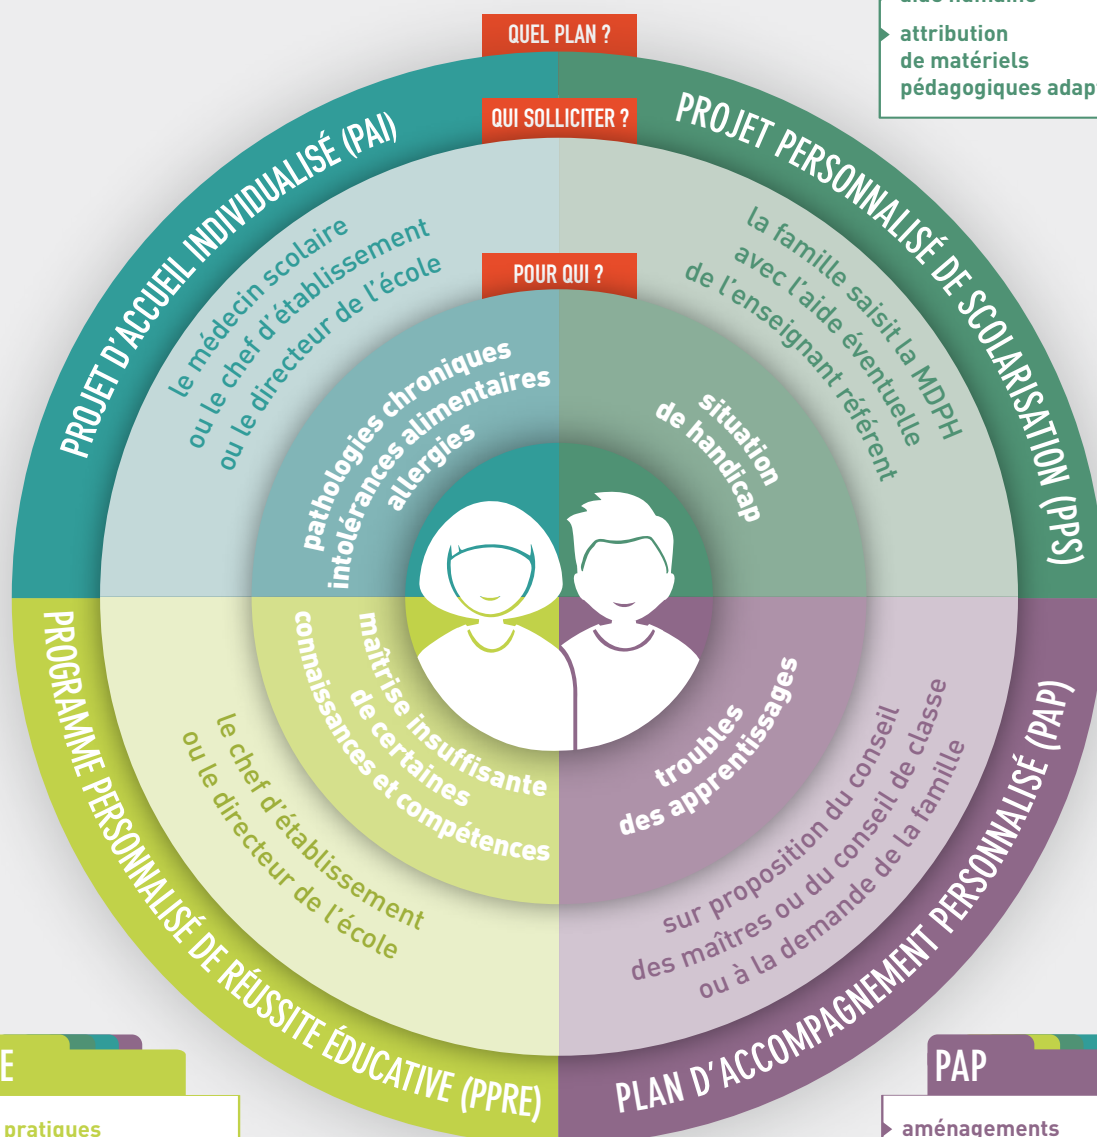 QUEL PLAN ?
attribution
de matériels
pédagogiques
QUI SOLLICITER ?
PROJET D'ACCUEIL INDIVIDUALISÉ (PAI)
PROJET PERSONNALISÉ DE SCOLARISATION (PPS)
le médecin scolaire
ou le chef d'établissement
ou le directeur de l'école
la famille saisit la MDPH
avec l'aide éventuelle
de l'enseignant référent
POUR QUI ?
pathologies chroniques
intolérances alimentaires
allergies
situation
de handicap
maîtrise insuffisante
de certaines
connaissances et compétences
troubles
des apprentissages
le chef d'établissement
ou le directeur de l'école
sur proposition du conseil
des maîtres ou du conseil de classe
ou à la demande de la famille
PROGRAMME PERSONNALISÉ DE RÉUSSITE ÉDUCATIVE (PPRE)
PLAN D'ACCOMPAGNEMENT PERSONNALISÉ (PAP)
E
pratiques
PAP
aménagements